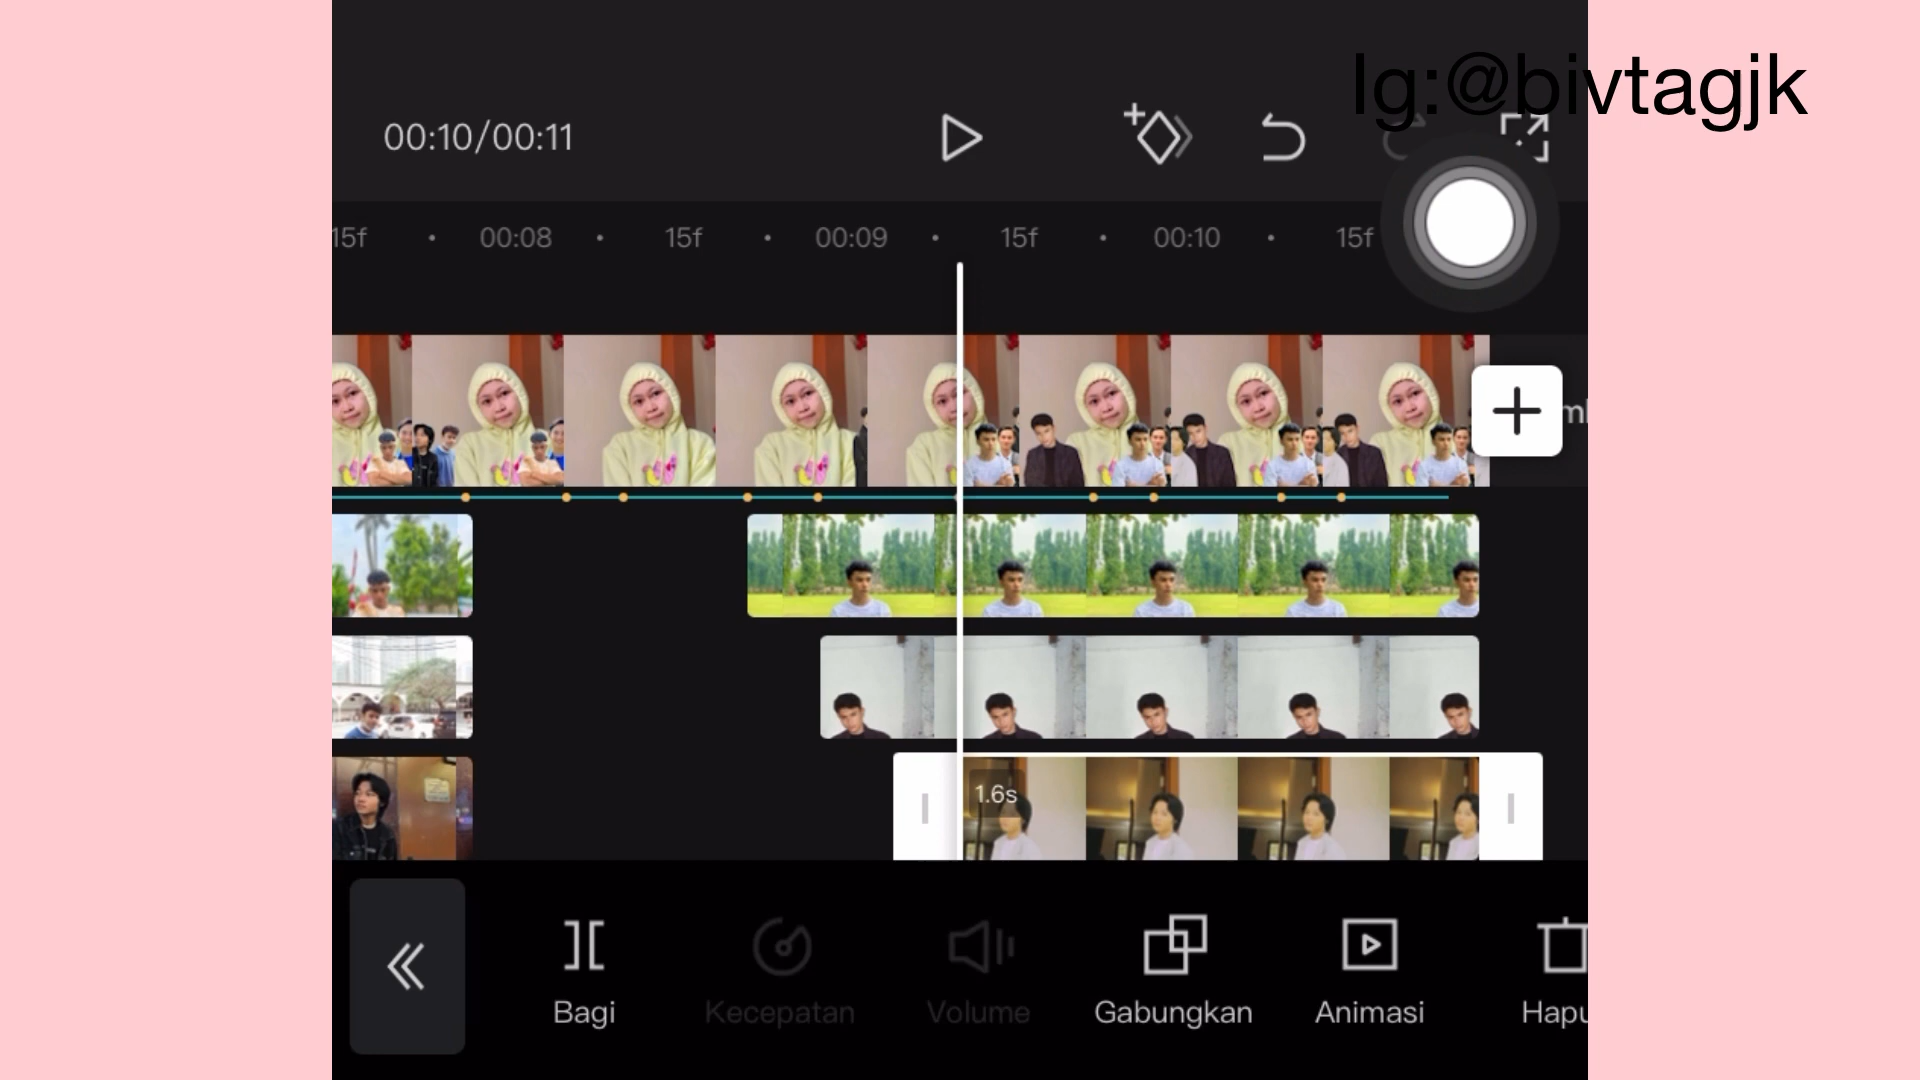 Ig:@bivtagjk
00:10/00:11
15f 00:08 15f 00:09 15f 00:10 15f
1.6s
Bagi Kecepatan Volume Gabungkan Animasi Hapu